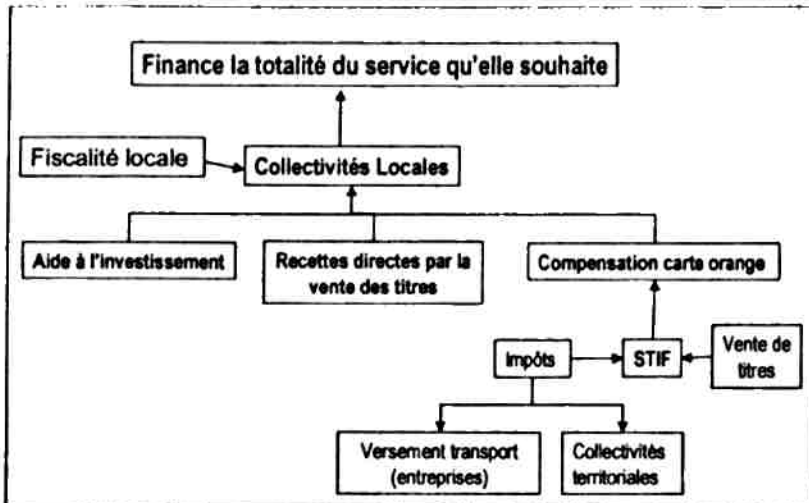 Finance la totalité du service qu'elle souhaite
Fiscalité locale
Collectivités Locales
Aide à l'investissement
Recettes directes par la
vente des titres
Compensation carte orange
Impôts
STIF
Vente de
titres
Versement transport
(entreprises)
Collectivités
territoriales